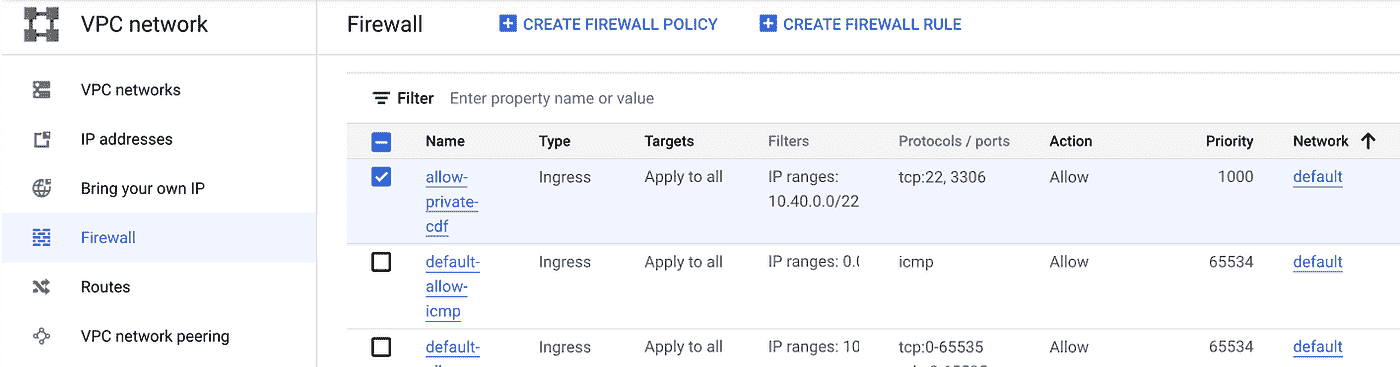 VPC network
Firewall
CREATE FIREWALL POLICY
CREATE FIREWALL RULE
VPC networks
IP addresses
Bring your own IP
Firewall
Routes
VPC network peering
Filter Enter property name or value
Name Type Targets Filters Protocols / ports Action Priority Network
allow- Ingress Apply to all IP ranges: tcp:22, 3306 Allow 1000 default
private- 10.40.0.0/22
cdf
default- Ingress Apply to all IP ranges: 0.0 icmp Allow 65534 default
allow-
icmp
default- Ingress Apply to all IP ranges: 10 tcp:0-65535 Allow 65534 default